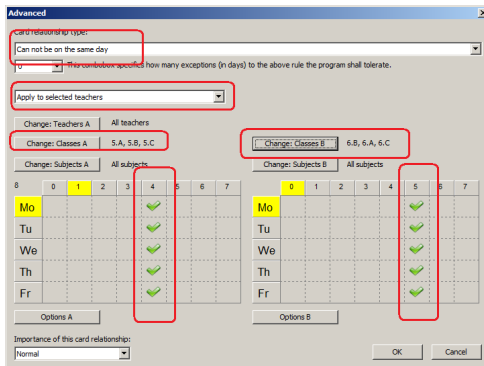 Advanced
Card relationship type:
Can not be on the same day
0 This combobox specifies how many exceptions (in days) to the above rule the program shall tolerate.
Apply to selected teachers
Change: Teachers A All teachers
Change: Classes A 5.A, 5.B, 5.C Change: Classes B 6.B, 6.A, 6.C
Change: Subjects A All subjects Change: Subjects B All subjects
8 0 1 2 3 4 5 6 7 0 1 2 3 4 5 6 7
Mo Mo
Tu Tu
We We
Th Th
Fr Fr
Options A Options B
Importance of this card relationship:
Normal OK Cancel